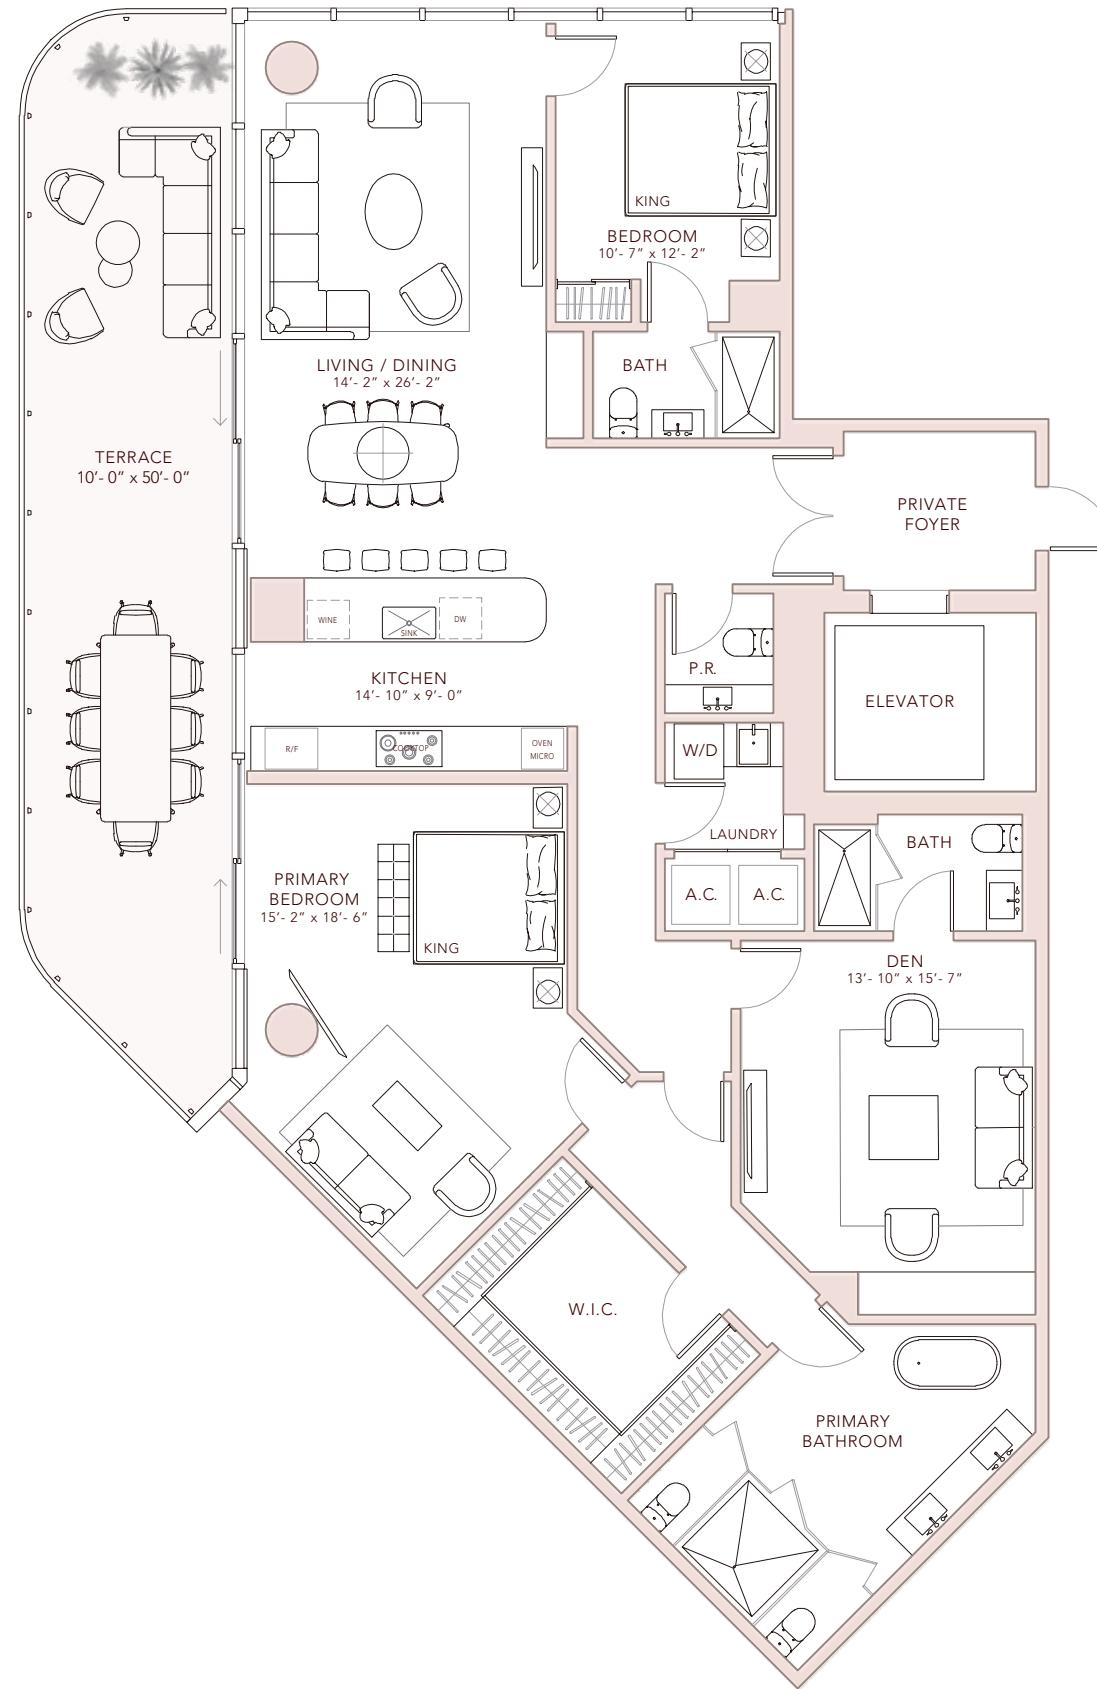 KING
BEDROOM
10'- 7" x 12'- 2"
LIVING / DINING
14'- 2" x 26'- 2"
BATH
TERRACE
10'- 0" x 50'- 0"
PRIVATE
FOYER
WINE
SINK
DW
KITCHEN
14'- 10" x 9'- 0"
P.R.
ELEVATOR
R/F
COOKTOP
OVEN
MICRO
W/D
LAUNDRY
BATH
A.C.
A.C.
PRIMARY
BEDROOM
15'- 2" x 18'- 6"
KING
DEN
13'- 10" x 15'- 7"
W.I.C.
PRIMARY
BATHROOM